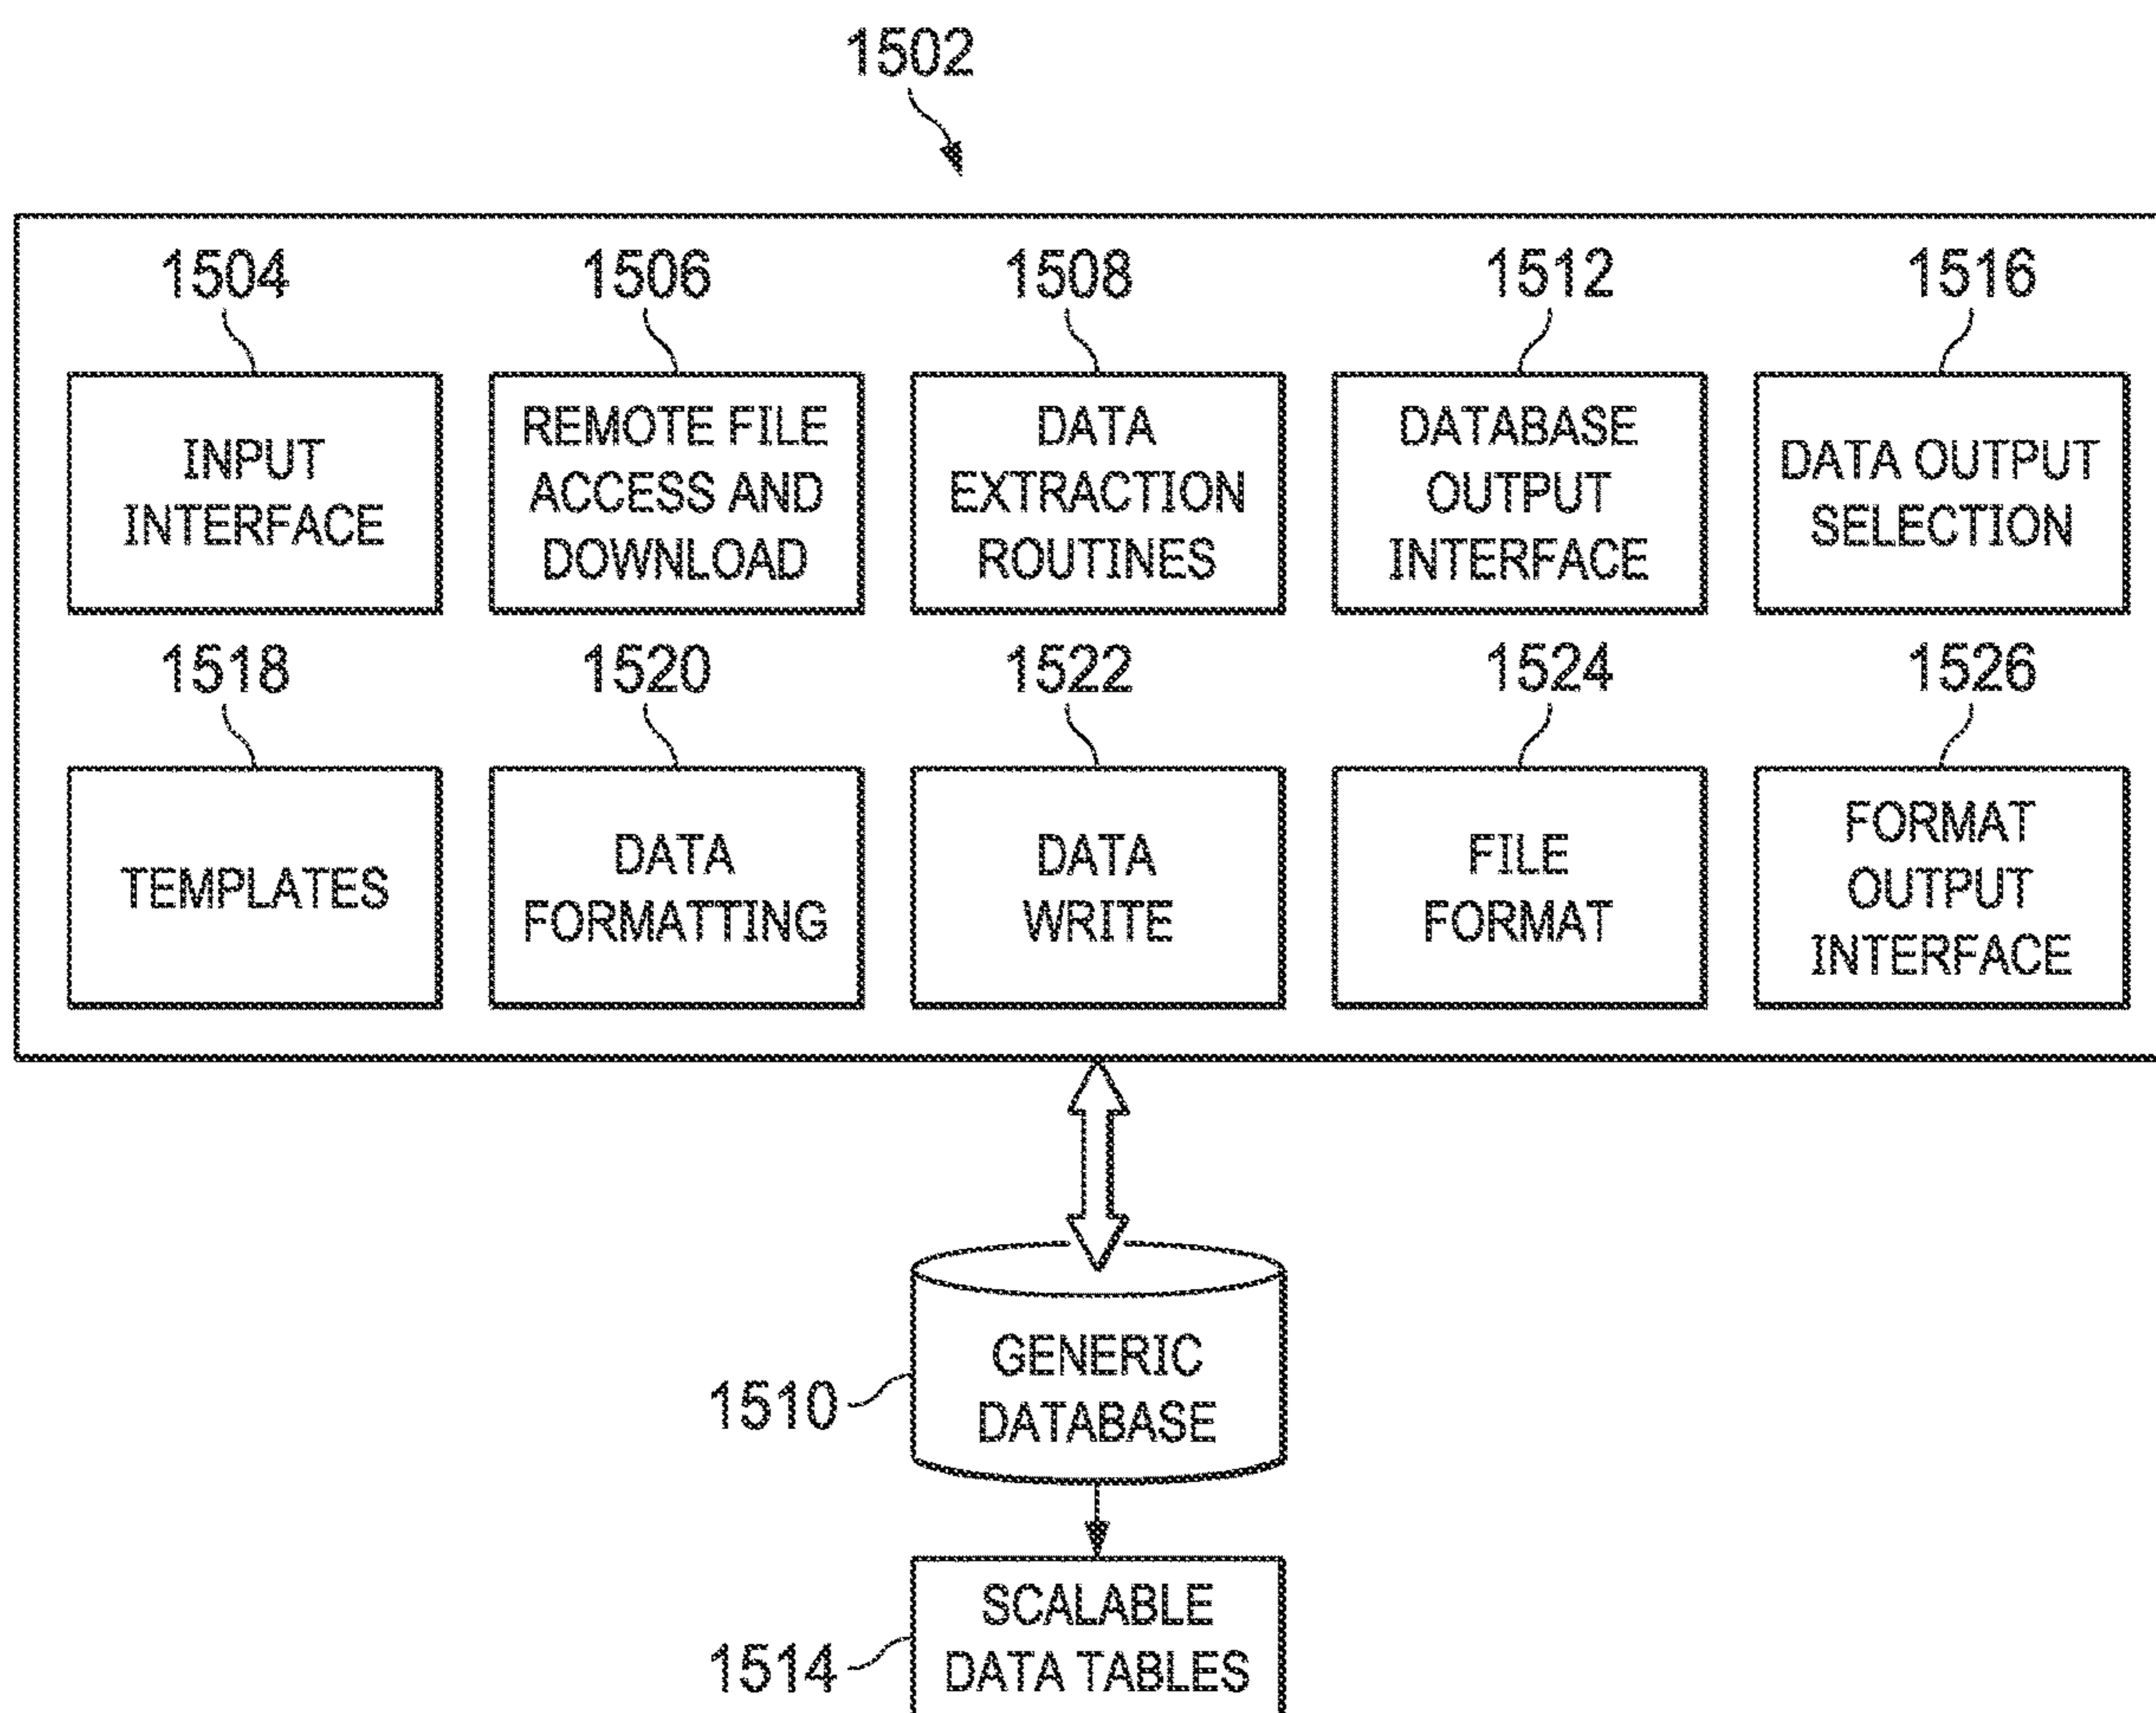 1502
1504 1506 1508 1512 1516
INPUT
INTERFACE
REMOTE FILE
ACCESS AND
DOWNLOAD
DATA
EXTRACTION
ROUTINES
DATABASE
OUTPUT
INTERFACE
DATA OUTPUT
SELECTION
1518 1520 1522 1524 1526
TEMPLATES
DATA
FORMATTING
DATA
WRITE
FILE
FORMAT
FORMAT
OUTPUT
INTERFACE
1510
GENERIC
DATABASE
1514
SCALABLE
DATA TABLES